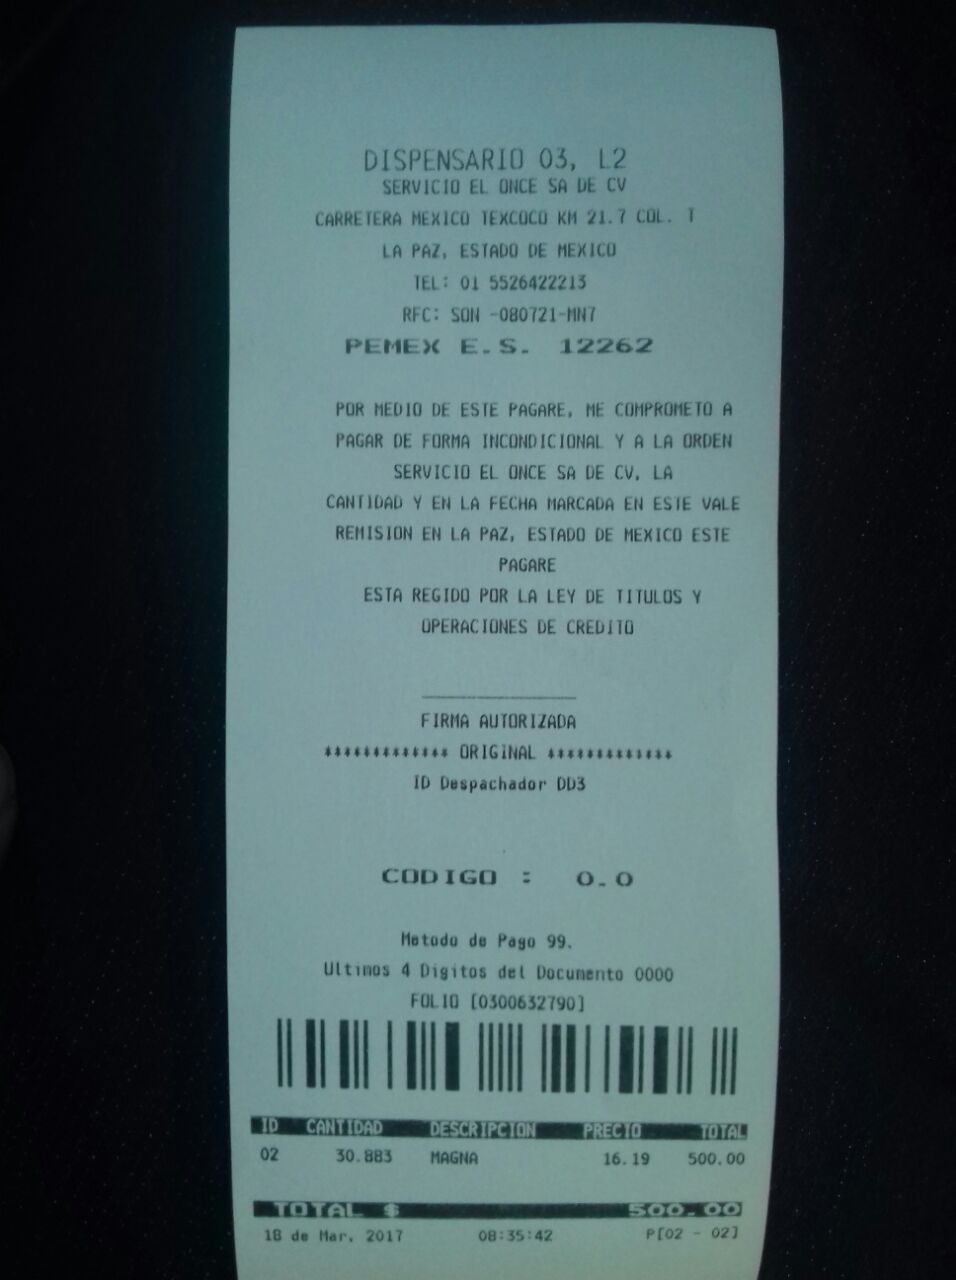 DISPENSARIO 03, L2
SERVICIO EL ONCE SA DE CV
CARRETERA MEXICO TEXCOCO KM 21.7 COL. T
LA PAZ, ESTADO DE MEXICO
TEL: 01 5526422213
RFC: SON -080721-MN7
PEMEX E.S. 12262
POR MEDIO DE ESTE PAGARE, ME COMPROMETO A
PAGAR DE FORMA INCONDICIONAL Y A LA ORDEN
SERVICIO EL ONCE SA DE CV, LA
CANTIDAD Y EN LA FECHA MARCADA EN ESTE VALE
REMISION EN LA PAZ, ESTADO DE MEXICO ESTE
PAGARE
ESTA REGIDO POR LA LEY DE TITULOS Y
OPERACIONES DE CREDITO
FIRMA AUTORIZADA
************* ORIGINAL *************
ID Despachador DD3
CODIGO : 0.0
Metodo de Pago 99.
Ultimos 4 Digitos del Documento 0000
FOLIO [0300632790]
ID CANTIDAD DESCRIPCION PRECIO TOTAL
02 30.883 MAGNA 16.19 500.00
TOTAL $ 500.00
18 de Mar. 2017 08:35:42 P[02 - 02]